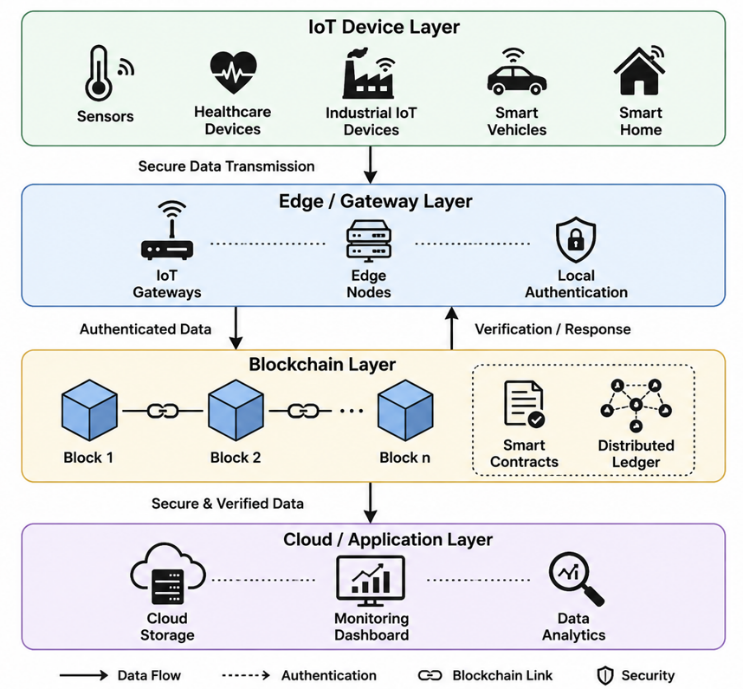 IoT Device Layer
Sensors
Healthcare
Devices
Industrial IoT
Devices
Smart
Vehicles
Smart
Home
Secure Data Transmission
Edge / Gateway Layer
IoT
Gateways
Edge
Nodes
Local
Authentication
Authenticated Data
Verification / Response
Blockchain Layer
Block 1
Block 2
Block n
Smart
Contracts
Distributed
Ledger
Secure & Verified Data
Cloud / Application Layer
Cloud
Storage
Monitoring
Dashboard
Data
Analytics
Data Flow
Authentication
Blockchain Link
Security